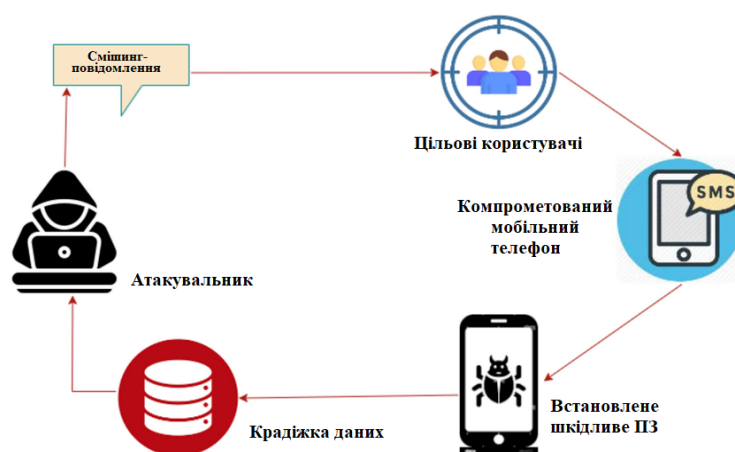 Смішинг-
повідомлення
Цільові користувачі
SMS
Компрометований
мобільний
телефон
Атакувальник
Встановлене
шкідливе ПЗ
Крадіжка даних